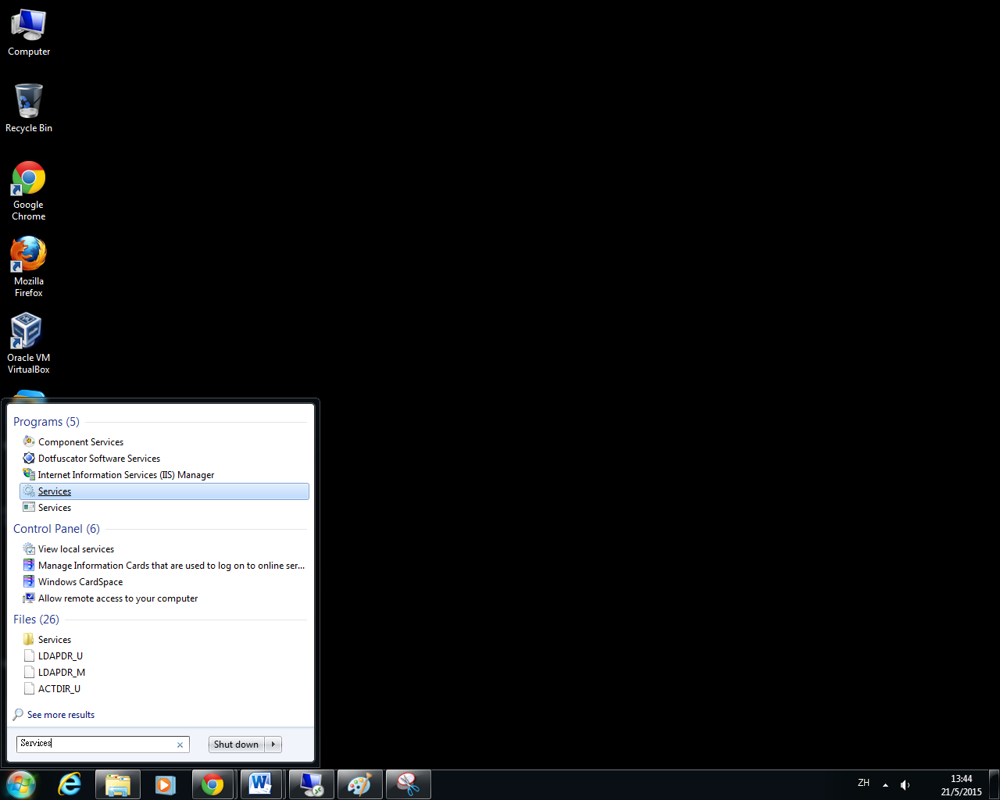 Computer
Recycle Bin
Google
Chrome
Mozilla
Firefox
Oracle VM
VirtualBox
Programs (5)
Component Services
Dotfuscator Software Services
Internet Information Services (IIS) Manager
Services
Services
Control Panel (6)
View local services
Manage Information Cards that are used to log on to online ser...
Windows CardSpace
Allow remote access to your computer
Files (26)
Services
LDAPDR_U
LDAPDR_M
ACTDIR_U
See more results
Services
Shut down
ZH
13:44
21/5/2015